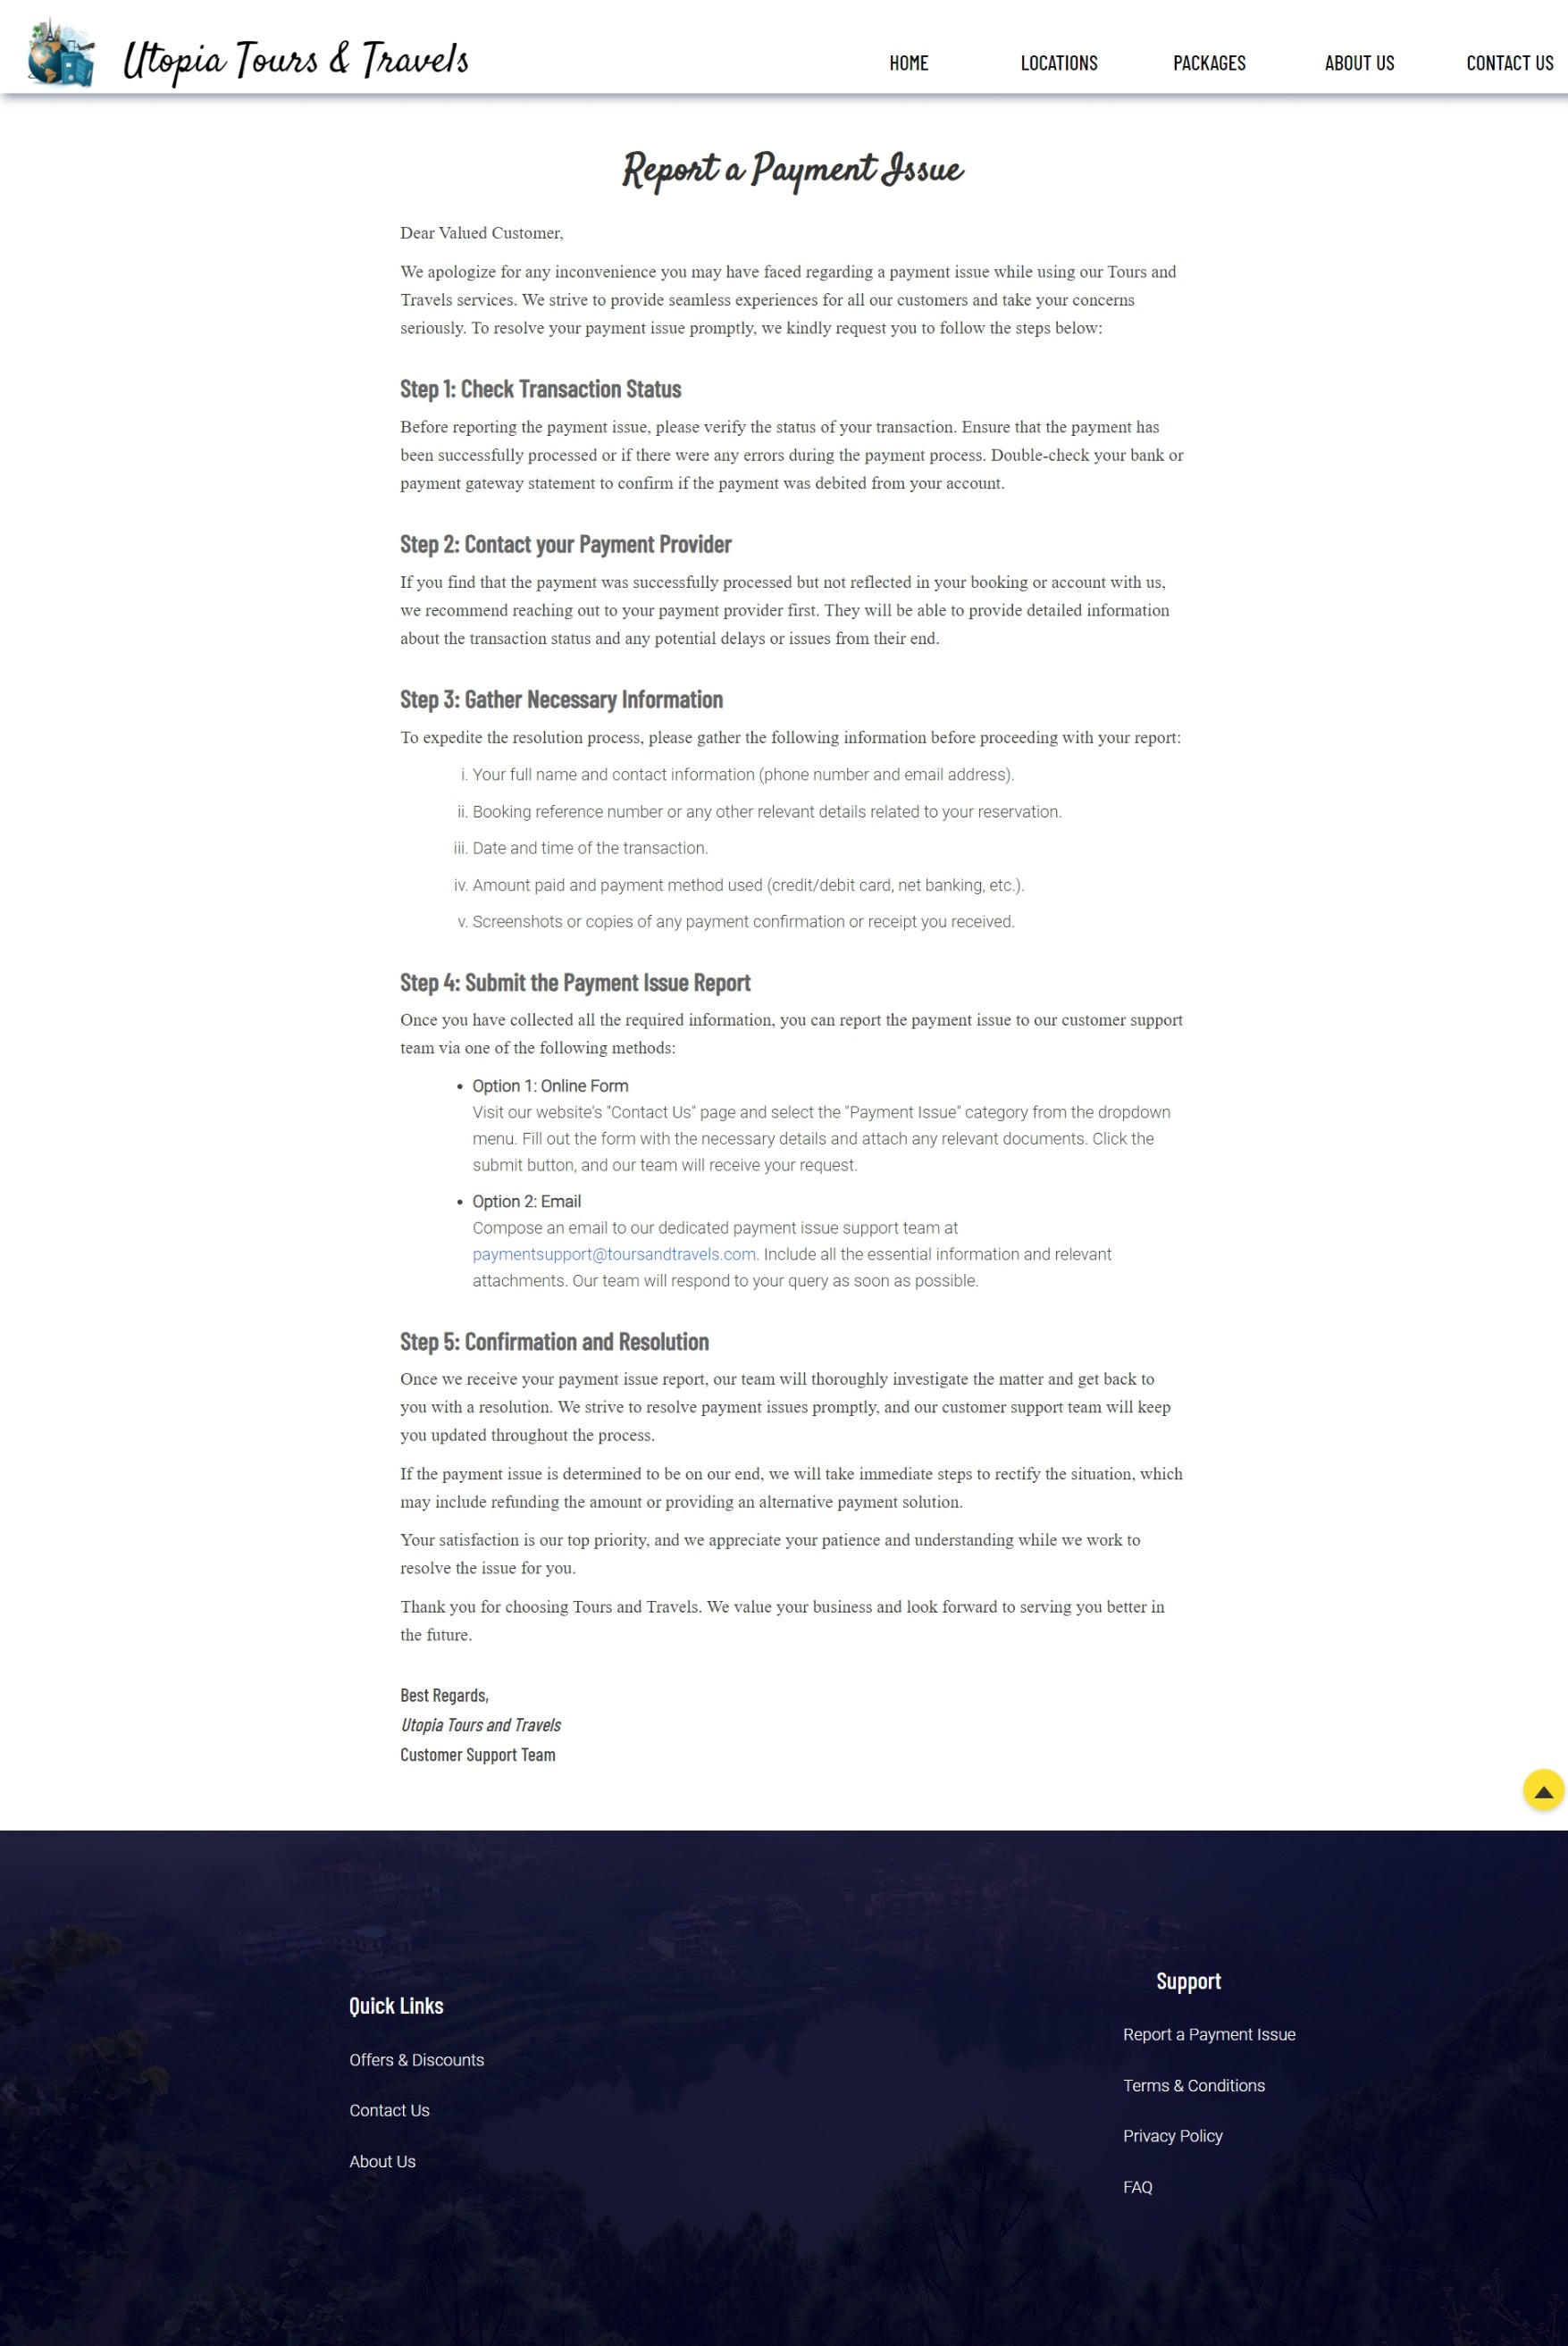 Utopia Tours & Travels
HOME
LOCATIONS
PACKAGES
ABOUT US
CONTACT US
Report a Payment Issue
Dear Valued Customer,
We apologize for any inconvenience you may have faced regarding a payment issue while using our Tours and
Travels services. We strive to provide seamless experiences for all our customers and take your concerns
seriously. To resolve your payment issue promptly, we kindly request you to follow the steps below:
Step 1: Check Transaction Status
Before reporting the payment issue, please verify the status of your transaction. Ensure that the payment has
been successfully processed or if there were any errors during the payment process. Double-check your bank or
payment gateway statement to confirm if the payment was debited from your account.
Step 2: Contact your Payment Provider
If you find that the payment was successfully processed but not reflected in your booking or account with us,
we recommend reaching out to your payment provider first. They will be able to provide detailed information
about the transaction status and any potential delays or issues from their end.
Step 3: Gather Necessary Information
To expedite the resolution process, please gather the following information before proceeding with your report:
i. Your full name and contact information (phone number and email address).
ii. Booking reference number or any other relevant details related to your reservation.
iii. Date and time of the transaction.
iv. Amount paid and payment method used (credit/debit card, net banking, etc.).
v. Screenshots or copies of any payment confirmation or receipt you received.
Step 4: Submit the Payment Issue Report
Once you have collected all the required information, you can report the payment issue to our customer support
team via one of the following methods:
• Option 1: Online Form
Visit our website's "Contact Us" page and select the "Payment Issue" category from the dropdown
menu. Fill out the form with the necessary details and attach any relevant documents. Click the
submit button, and our team will receive your request.
• Option 2: Email
Compose an email to our dedicated payment issue support team at
paymentsupport@toursandtravels.com. Include all the essential information and relevant
attachments. Our team will respond to your query as soon as possible.
Step 5: Confirmation and Resolution
Once we receive your payment issue report, our team will thoroughly investigate the matter and get back to
you with a resolution. We strive to resolve payment issues promptly, and our customer support team will keep
you updated throughout the process.
If the payment issue is determined to be on our end, we will take immediate steps to rectify the situation, which
may include refunding the amount or providing an alternative payment solution.
Your satisfaction is our top priority, and we appreciate your patience and understanding while we work to
resolve the issue for you.
Thank you for choosing Tours and Travels. We value your business and look forward to serving you better in
the future.
Best Regards,
Utopia Tours and Travels
Customer Support Team
Quick Links
Offers & Discounts
Contact Us
About Us
Support
Report a Payment Issue
Terms & Conditions
Privacy Policy
FAQ